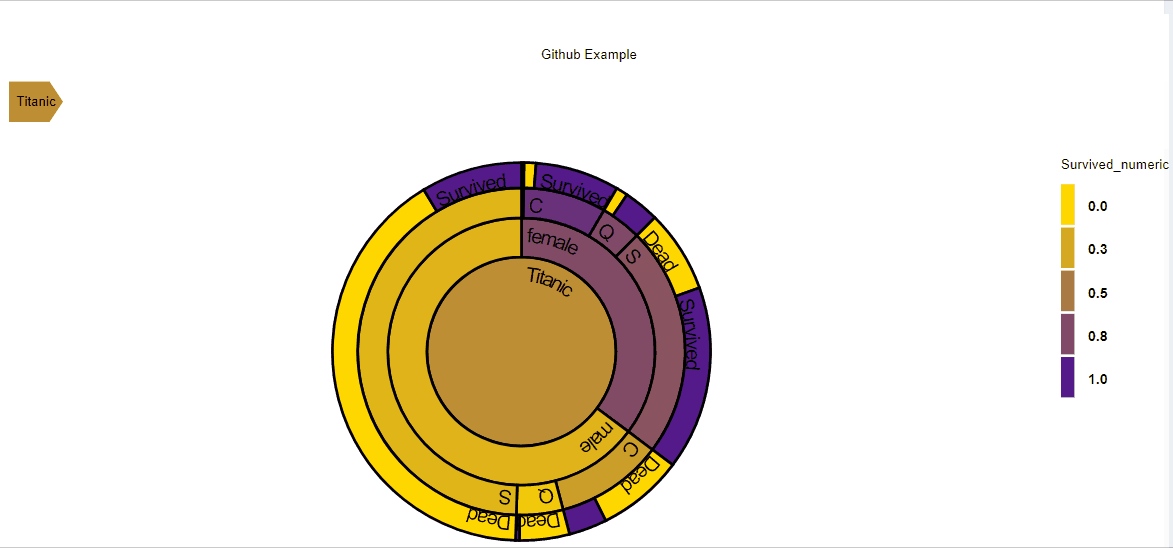 Github Example
Titanic
Survived_numeric
0.0
0.3
0.5
0.8
1.0
Survived
Survived
C
Q
S
Dead
female
Titanic
Survived
male
C
Dead
S
Q
Dead
Dead